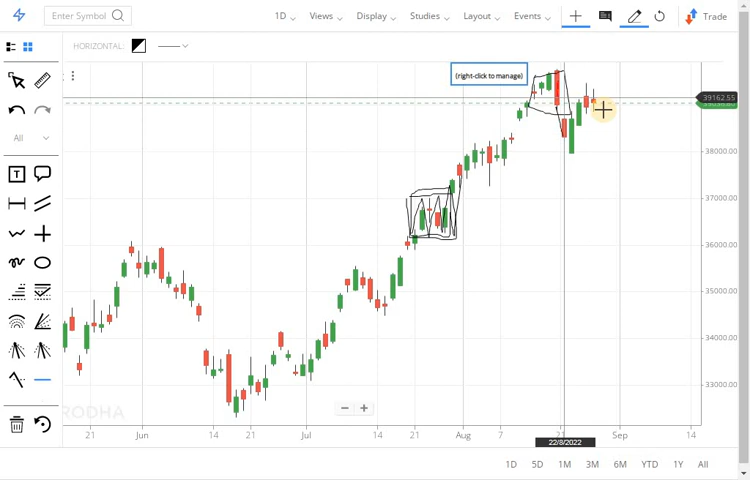 Enter Symbol
1D Views Display Studies Layout Events Trade
HORIZONTAL:
All
T
(right-click to manage)
39162.55
38000.00
37000.00
36000.00
35000.00
34000.00
33000.00
RODHA
21 Jun 14 21 Jul 14 21 Aug 7 Sep 14
22/8/2022
1D 5D 1M 3M 6M YTD 1Y All